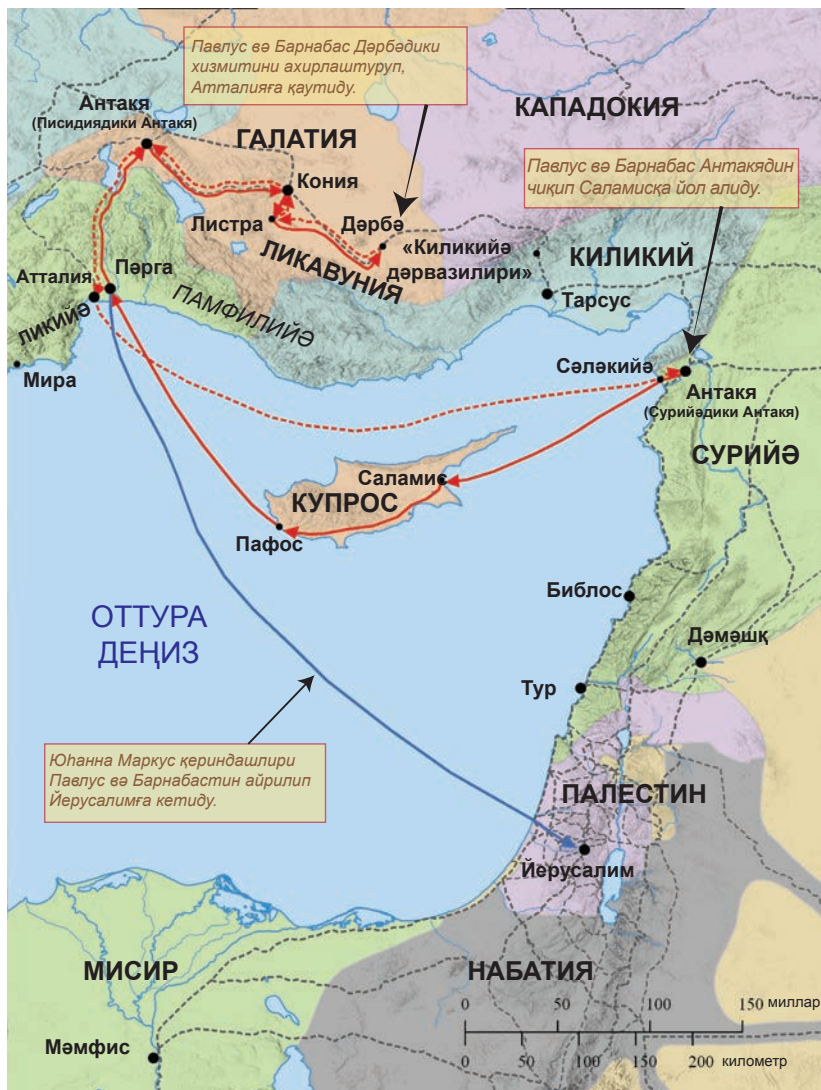 Павлус вә Барнабас Дәрбәдики
хизмитини ахирлаштуруп,
Атталияға қаутиду.
Антакя
(Писидиядики Антакя)
КАПАДОКИЯ
ГАЛАТИЯ
Павлус вә Барнабас Антакядин
чиқип Саламисқа йол алиду.
Кония
Листра
Дәрбә
«Киликийә
дәрвазилири»
КИЛИКИЙ
ЛИКАВУНИЯ
Атталия
Пәрга
ПАМФИЛИЙӘ
Тарсус
ЛИКИЙӘ
Мира
Сәләкийә
Антакя
(Сурийәдики Антакя)
СУРИЙӘ
Саламис
КУПРОС
Пафос
Библос
ОТТУРА
ДЕҢИЗ
Дәмәшқ
Тур
Юһанна Маркус қериндашлири
Павлус вә Барнабастин айрилип
Йерусалимға кетиду.
ПАЛЕСТИН
Йерусалим
МИСИР
НАБАТИЯ
0 50 100 150 миллар
Мәмфис
0 50 100 150 200 километр